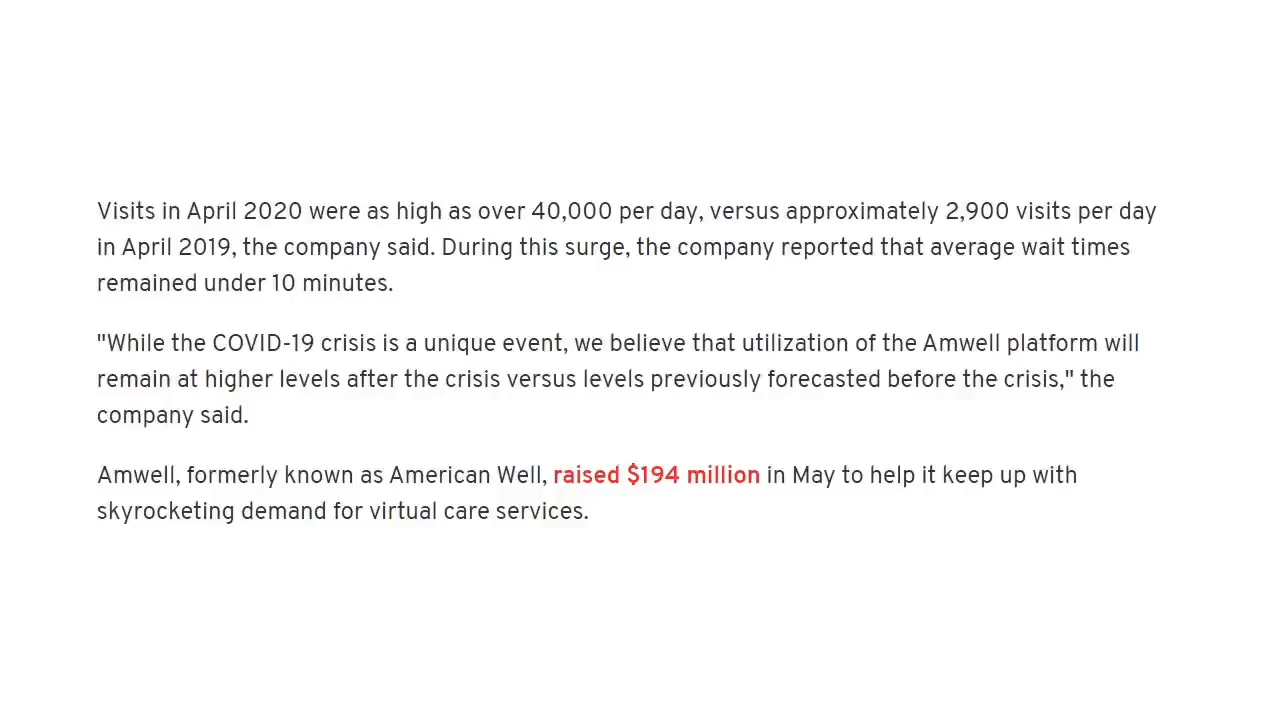 Visits in April 2020 were as high as over 40,000 per day, versus approximately 2,900 visits per day
in April 2019, the company said. During this surge, the company reported that average wait times
remained under 10 minutes.
"While the COVID-19 crisis is a unique event, we believe that utilization of the Amwell platform will
remain at higher levels after the crisis versus levels previously forecasted before the crisis," the
company said.
Amwell, formerly known as American Well, raised $194 million in May to help it keep up with
skyrocketing demand for virtual care services.